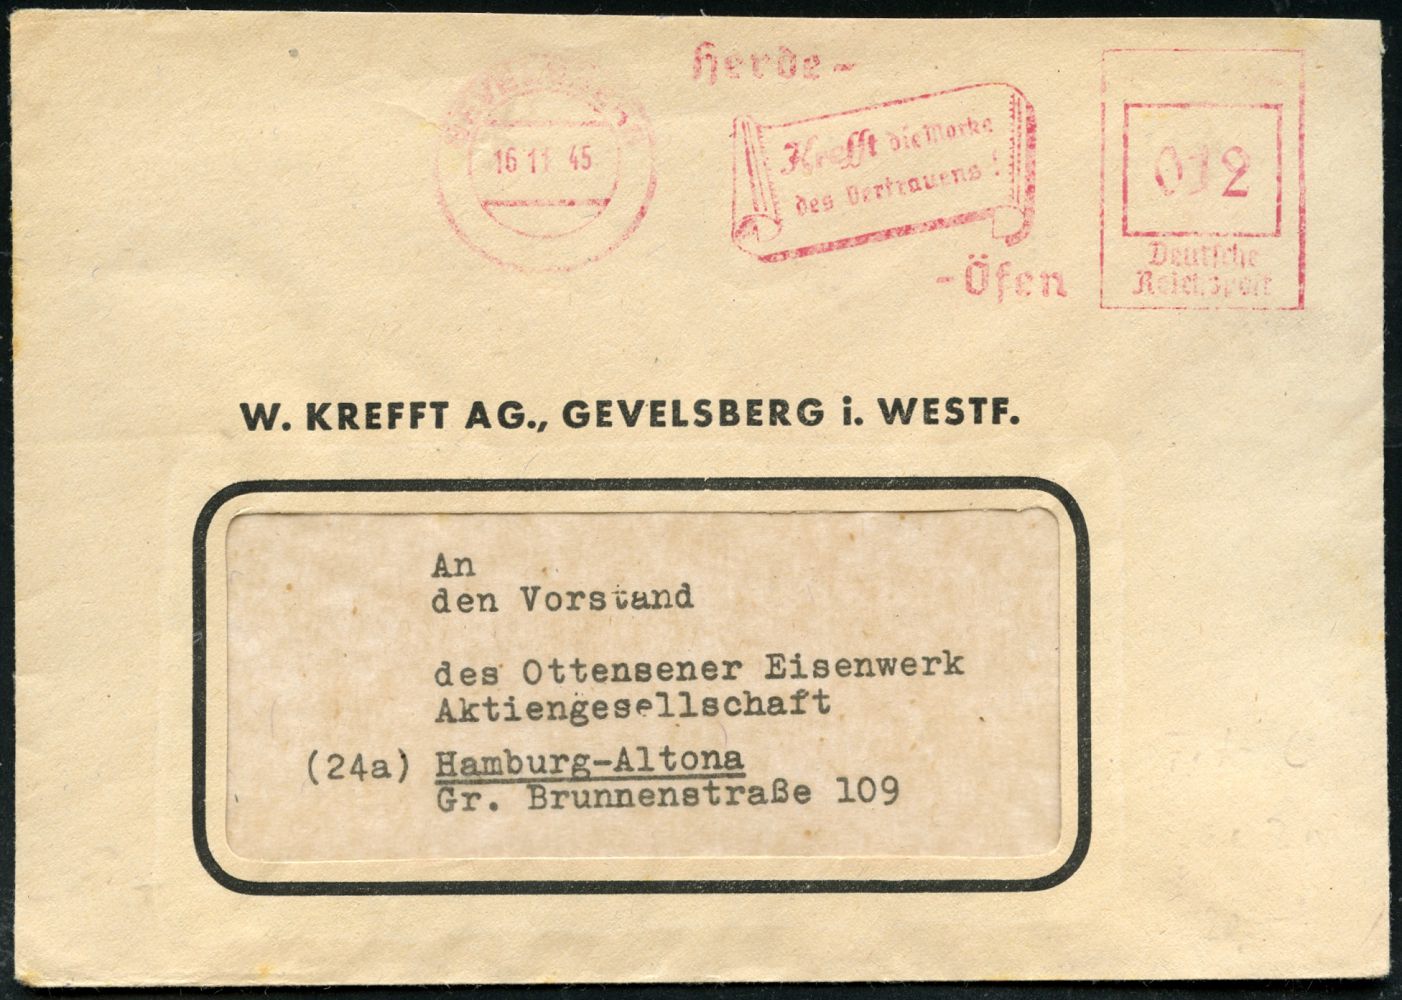 GEVELSBERG
16 11 45
Herde-
Krefft die Marke
des Vertrauens!
-Öfen
012
Deutsche
Reichspost
W. KREFFT AG., GEVELSBERG i. WESTF.
An
den Vorstand
des Ottensener Eisenwerk
Aktiengesellschaft
(24a) Hamburg-Altona
Gr. Brunnenstraße 109